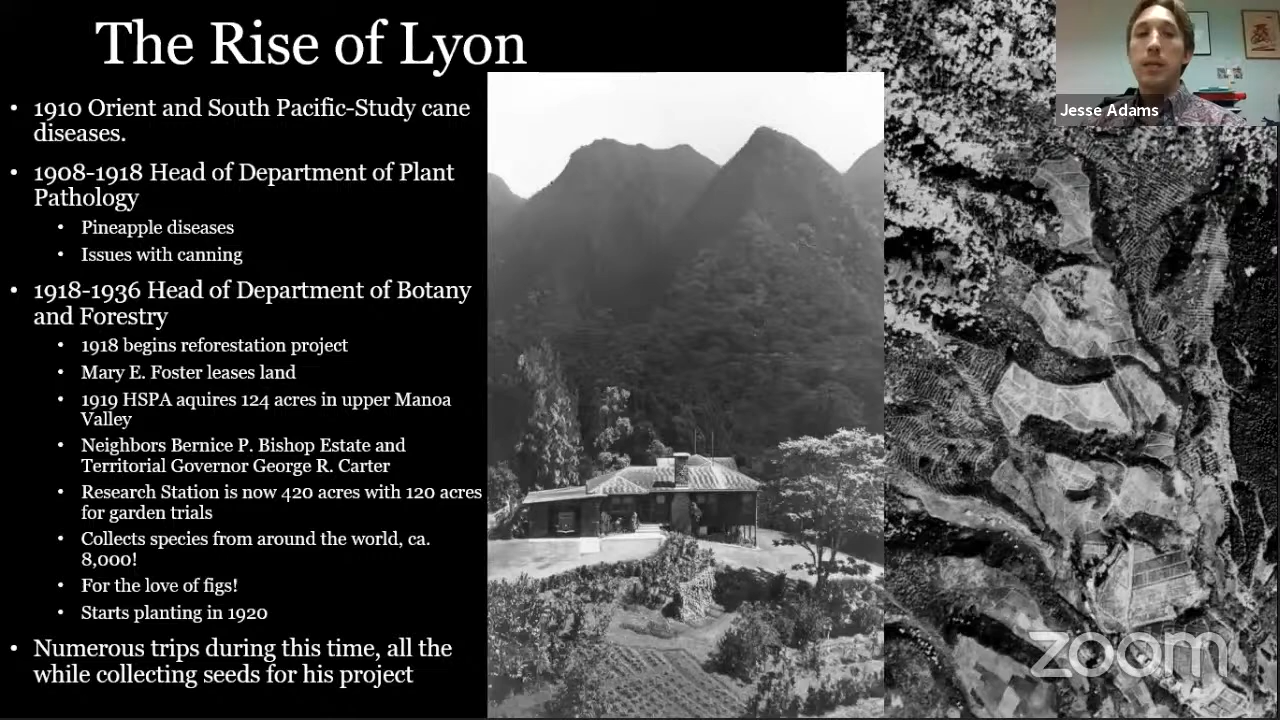 The Rise of Lyon
• 1910 Orient and South Pacific-Study cane
diseases.
• 1908-1918 Head of Department of Plant
Pathology
• Pineapple diseases
• Issues with canning
• 1918-1936 Head of Department of Botany
and Forestry
• 1918 begins reforestation project
• Mary E. Foster leases land
• 1919 HSPA aquires 124 acres in upper Manoa
Valley
• Neighbors Bernice P. Bishop Estate and
Territorial Governor George R. Carter
• Research Station is now 420 acres with 120 acres
for garden trials
• Collects species from around the world, ca.
8,000!
• For the love of figs!
• Starts planting in 1920
• Numerous trips during this time, all the
while collecting seeds for his project
Jesse Adams
zoom